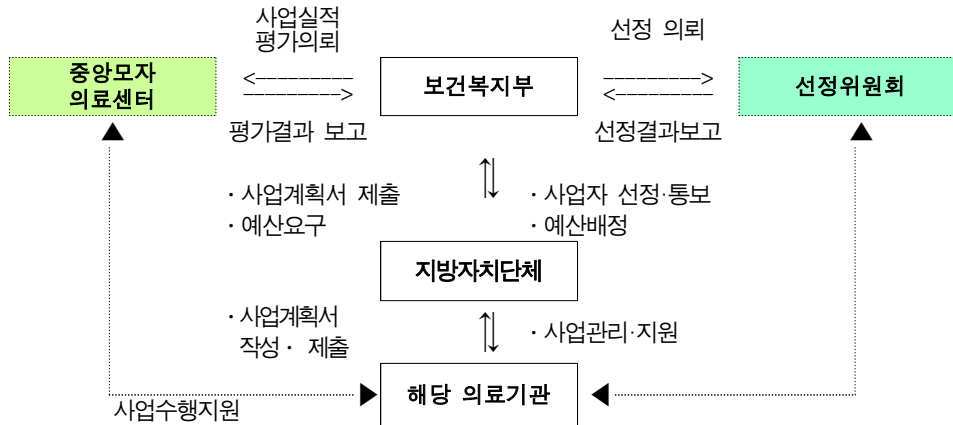 사업실적
평가의뢰
선정 의뢰
중앙모자
의료센터
<--------- 
--------->
보건복지부
--------->
<---------
선정위원회
평가결과 보고
선정결과보고
· 사업계획서 제출
· 예산요구
⇅
· 사업자 선정·통보
· 예산배정
지방자치단체
· 사업계획서
작성 · 제출
⇅
· 사업관리·지원
해당 의료기관
사업수행지원